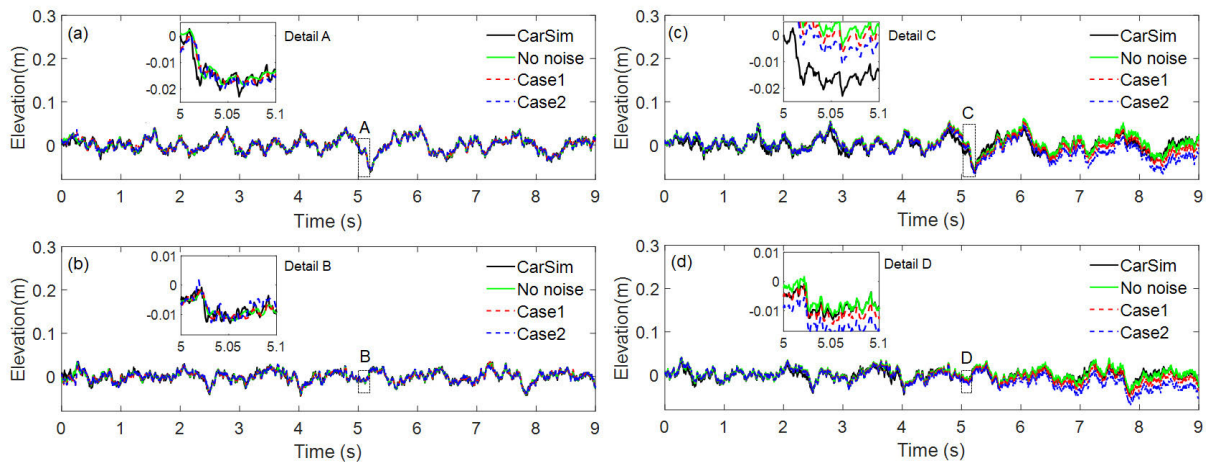 (a)
Detail A
CarSim
No noise
Case1
Case2
0.3
0.2
0.1
0
Elevation(m)
0
-0.01
-0.02
5 5.05 5.1
A
0 1 2 3 4 5 6 7 8 9
Time (s)
(b)
Detail B
CarSim
No noise
Case1
Case2
0.3
0.2
0.1
0
Elevation(m)
0.01
0
-0.01
5 5.05 5.1
B
0 1 2 3 4 5 6 7 8 9
Time (s)
(c)
Detail C
CarSim
No noise
Case1
Case2
0.3
0.2
0.1
0
Elevation(m)
0
-0.01
-0.02
5 5.05 5.1
C
0 1 2 3 4 5 6 7 8 9
Time (s)
(d)
Detail D
CarSim
No noise
Case1
Case2
0.3
0.2
0.1
0
Elevation(m)
0.01
0
-0.01
5 5.05 5.1
D
0 1 2 3 4 5 6 7 8 9
Time (s)